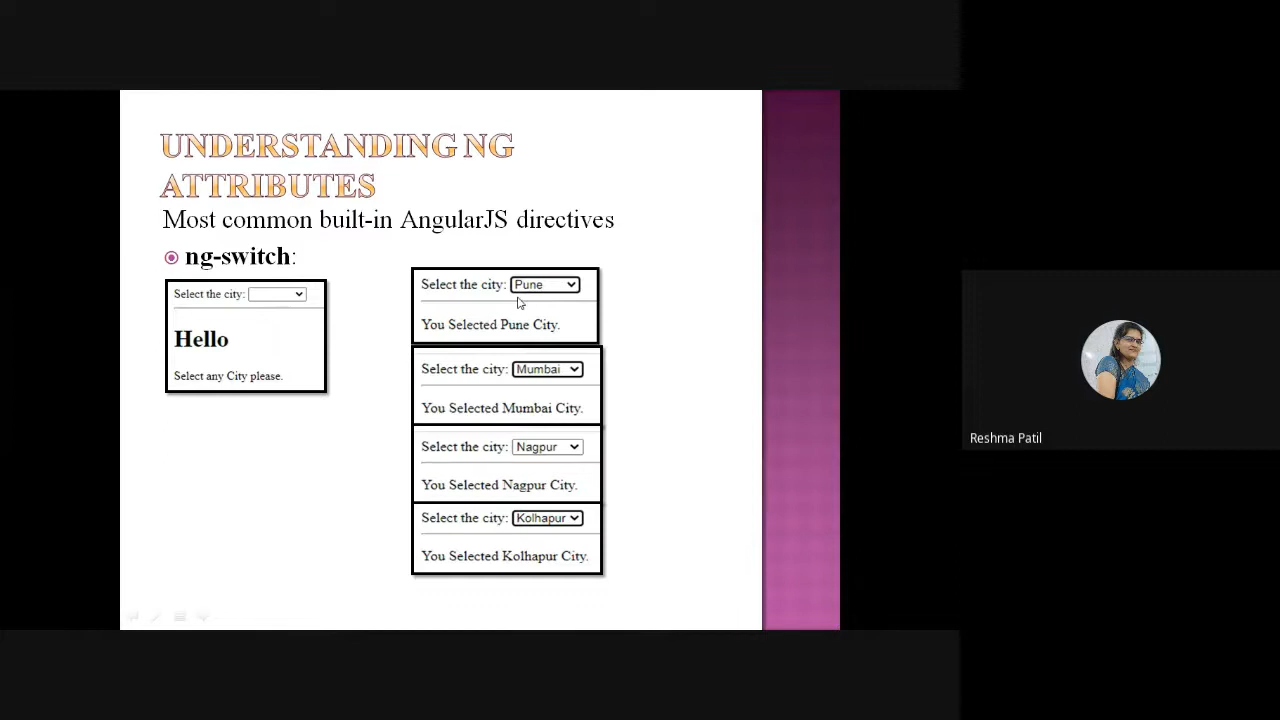 UNDERSTANDING NG
ATTRIBUTES
Most common built-in AngularJS directives
ng-switch:
Select the city:
Hello
Select any City please.
Select the city: Pune
You Selected Pune City.
Select the city: Mumbai
You Selected Mumbai City.
Select the city: Nagpur
You Selected Nagpur City.
Select the city: Kolhapur
You Selected Kolhapur City.
Reshma Patil